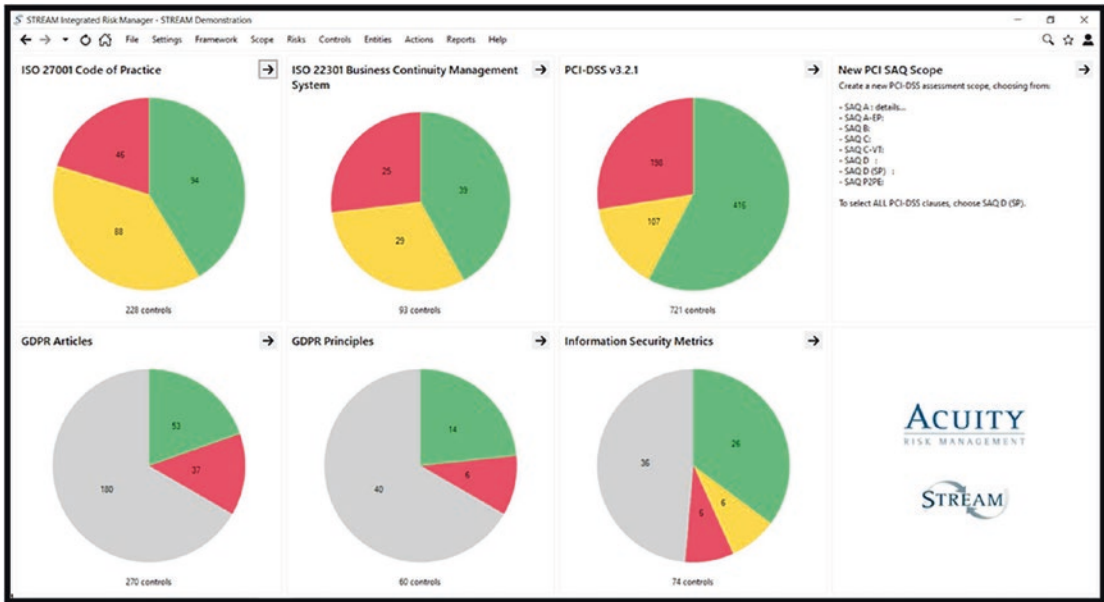 STREAM Integrated Risk Manager - STREAM Demonstration
File Settings Framework Scope Risks Controls Entities Actions Reports Help
ISO 27001 Code of Practice
46
94
88
228 controls
ISO 22301 Business Continuity Management
System
25
39
29
93 controls
PCI-DSS v3.2.1
198
416
107
721 controls
New PCI SAQ Scope
Create a new PCI-DSS assessment scope, choosing from:
- SAQ A : details...
- SAQ A-EP:
- SAQ B:
- SAQ C:
- SAQ C-VT:
- SAQ D :
- SAQ D (SP) :
- SAQ P2PE:
To select ALL PCI-DSS clauses, choose SAQ D (SP).
GDPR Articles
53
37
180
270 controls
GDPR Principles
14
6
40
60 controls
Information Security Metrics
36
26
6
6
74 controls
ACUITY
RISK MANAGEMENT
STREAM